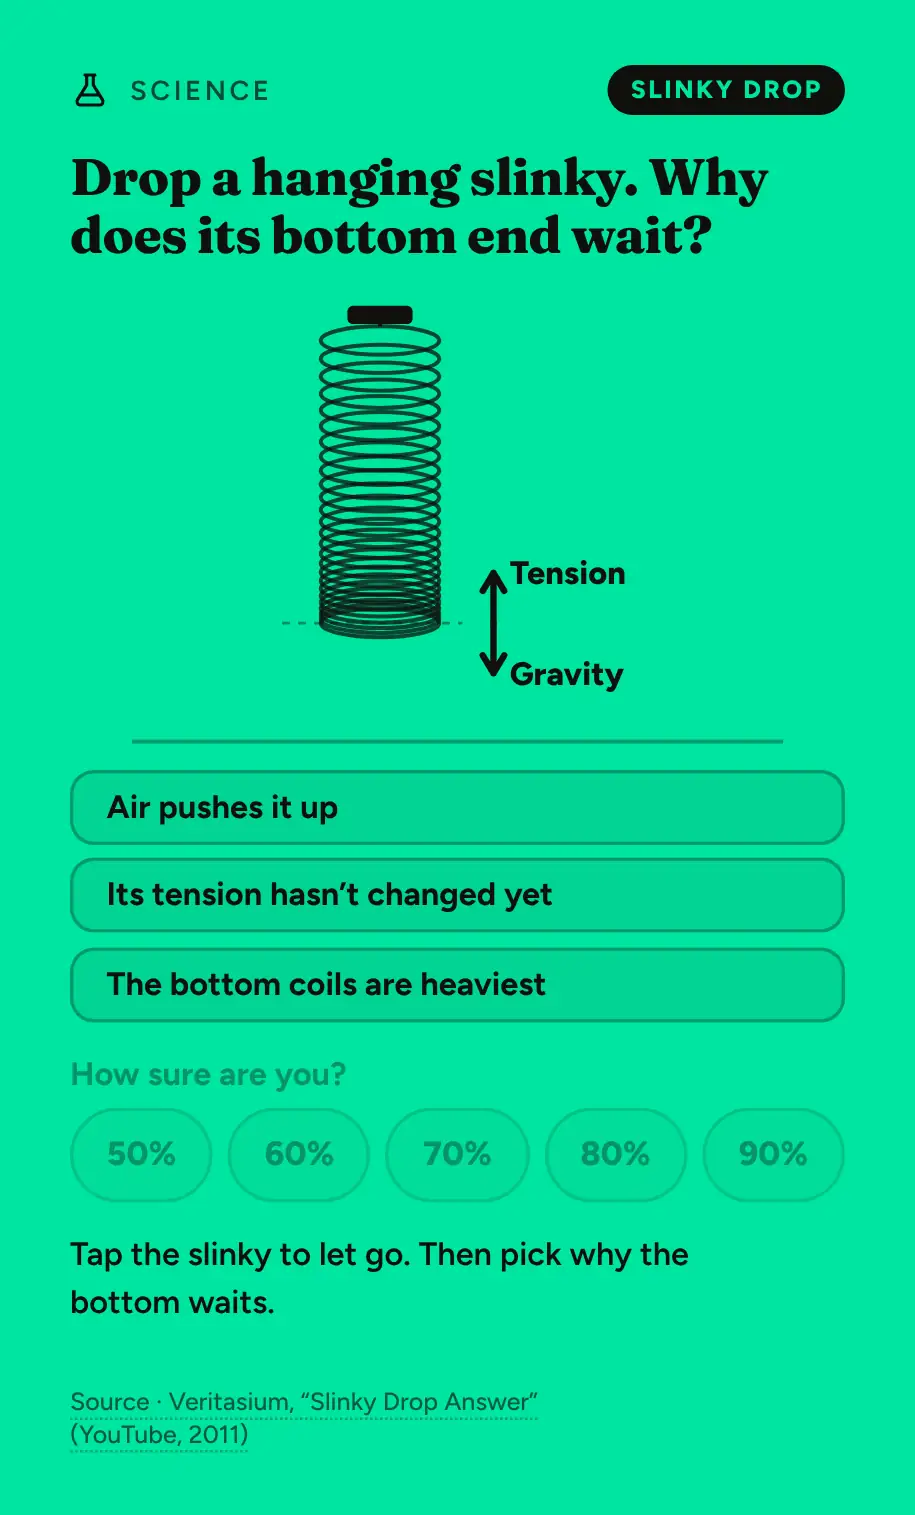 SCIENCE
SLINKY DROP
Drop a hanging slinky. Why
does its bottom end wait?
Tension
Gravity
Air pushes it up
Its tension hasn’t changed yet
The bottom coils are heaviest
How sure are you?
50% 60% 70% 80% 90%
Tap the slinky to let go. Then pick why the
bottom waits.
Source · Veritasium, “Slinky Drop Answer”
(YouTube, 2011)